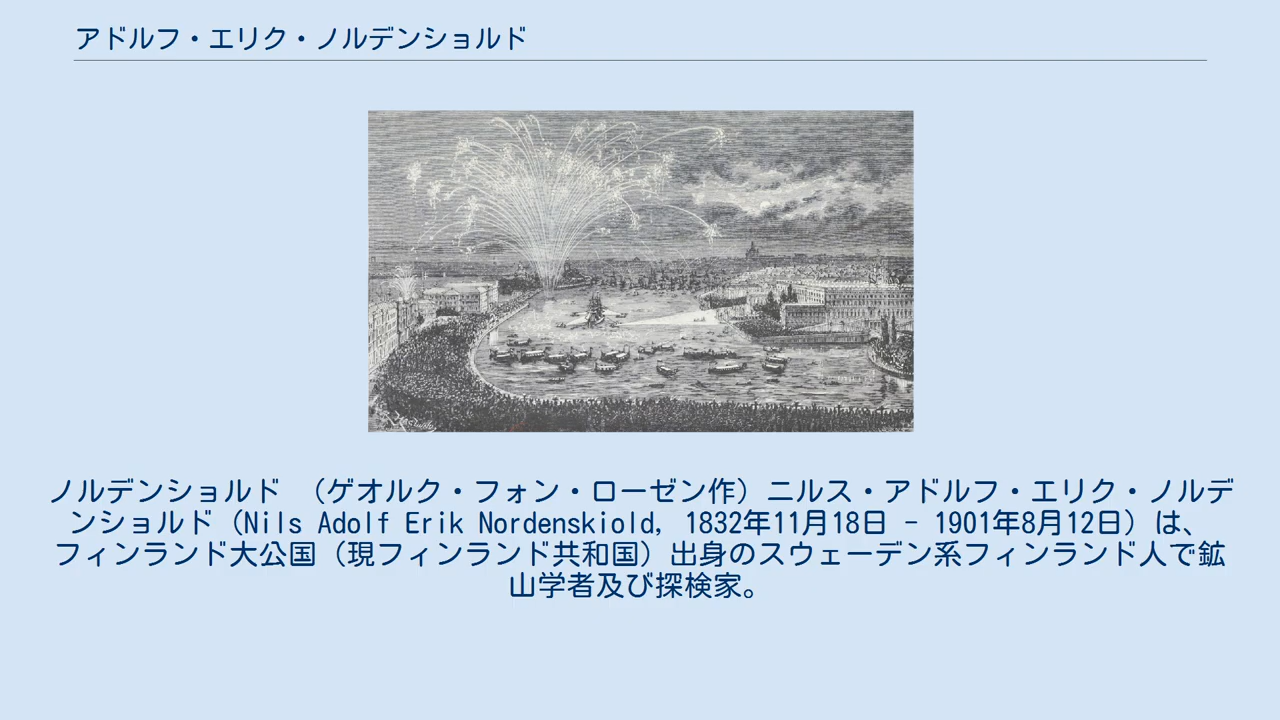 アドルフ・エリク・ノルデンショルド
ノルデンショルド （ゲオルク・フォン・ローゼン作）ニルス・アドルフ・エリク・ノルデ
ンショルド（Nils Adolf Erik Nordenskiold, 1832年11月18日 - 1901年8月12日）は、
フィンランド大公国（現フィンランド共和国）出身のスウェーデン系フィンランド人で鉱
山学者及び探検家。